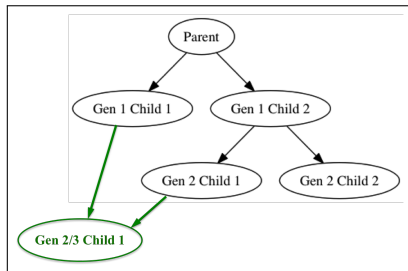 Parent
Gen 1 Child 1
Gen 1 Child 2
Gen 2 Child 1
Gen 2 Child 2
Gen 2/3 Child 1